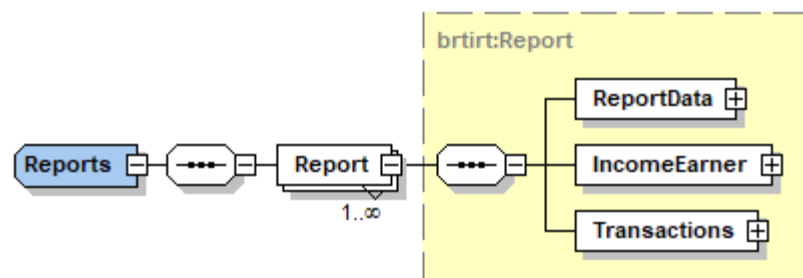 brtirt:Report
ReportData
Reports
Report
IncomeEarner
1..∞
Transactions